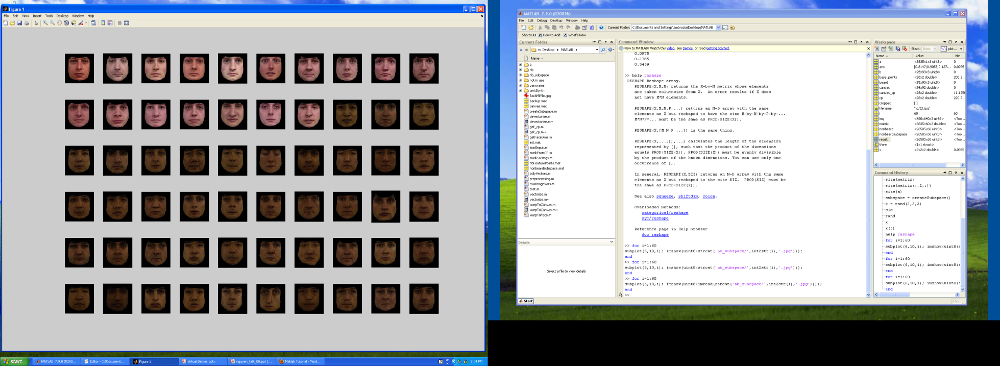 Figure 1
File Edit View Insert Tools Desktop Window Help
start
MATLAB 7.9.0 (R200...
Editor - C:\Document...
Figure 1
Virtual Barber.pptx
nguyen_talk_08.ppt [...
Matlab Tutorial - Mozil...
2:04 PM
MATLAB 7.9.0 (R2009b)
File Edit Debug Desktop Window Help
Current Folder: C:\Documents and Settings\ambrozia\Desktop\MATLAB
Shortcuts How to Add What's New
Current Folder
« Desktop MATLAB
Name
b
nb
nb_subspace
not in use
panorama
textSynth
BackMifflin.jpg
backup.mat
canvas.mat
createSubspace.m
devectorize.m
devectorize.m~
get_cp.m
get_cp.m~
getFaceDims.m
loadInput.m
init.mat
maskFromCP.m
maskSrcImgs.m
nbFeaturePoints.mat
nonbeardsubspace.mat
polyVectors.m
preprocessing.m
rawImageVars.m
test.m
vectorize.m
vectorize.m~
warpToCanvas.m
warpToCanvas.m~
warpToFace.m
Details
Select a file to view details
Start
Command Window
New to MATLAB? Watch this Video, see Demos, or read Getting Started.
0.0975
0.2785
0.5469
>> help reshape
RESHAPE Reshape array.
RESHAPE(X,M,N) returns the M-by-N matrix whose elements
are taken columnwise from X. An error results if X does
not have M*N elements.
RESHAPE(X,M,N,P,...) returns an N-D array with the same
elements as X but reshaped to have the size M-by-N-by-P-by-...
M*N*P*... must be the same as PROD(SIZE(X)).
RESHAPE(X,[M N P ...]) is the same thing.
RESHAPE(X,...,[],...) calculates the length of the dimension
represented by [], such that the product of the dimensions
equals PROD(SIZE(X)). PROD(SIZE(X)) must be evenly divisible
by the product of the known dimensions. You can use only one
occurrence of [].
In general, RESHAPE(X,SIZ) returns an N-D array with the same
elements as X but reshaped to the size SIZ. PROD(SIZ) must be
the same as PROD(SIZE(X)).
See also squeeze, shiftdim, colon.
Overloaded methods:
categorical/reshape
sym/reshape
Reference page in Help browser
doc reshape
>> for i=1:60
subplot(6,10,i); imshow(uint8(strcat('nb_subspace/',int2str(i),'.jpg')));
end
>> for i=1:60
subplot(6,10,i); imshow(uint8(strcat('nb_subspace/',int2str(i),'.jpg')));
end
>> for i=1:60
subplot(6,10,i); imshow(uint8(imread(strcat('nb_subspace/',int2str(i),'.jpg'))));
end
fx >>
Workspace
Stack: Base plot...
Name Value Min
a <8835x1x3 uint8> 0
ans [0.8147;0.9058;0.127... 0.0975
b <95x93x3 uint8> 0
base_points <28x2 double> 200.2...
beard <95x93x3 uint8> 0
canvas <94x92 double> 0
canvas_cp <28x2 double> 11.1250
cp <28x2 double> 220.7...
cropped []
filename
i 60 60
img <480x640x3 uint8> <Too ...
matrix <8835x60x3 double> <Too ...
nonbeard <26505x60 uint8> <Too ...
nonbeardsubspace <26505x60 uint8> <Too ...
result <26505x60 uint8> <Too ...
tform <1x1 struct>
x <2x2x2 double> 0.0975
Command History
size(matrix)
size(matrix(:,1,:))
size(a)
subspace = createSubspace()
x = rand(2,2,2)
clc
rand
x
x(:)
help reshape
for i=1:60
subplot(6,10,i); imshow(uint8(s
end
for i=1:60
subplot(6,10,i); imshow(uint8(s
end
for i=1:60
subplot(6,10,i); imshow(uint8(i
end
OVR